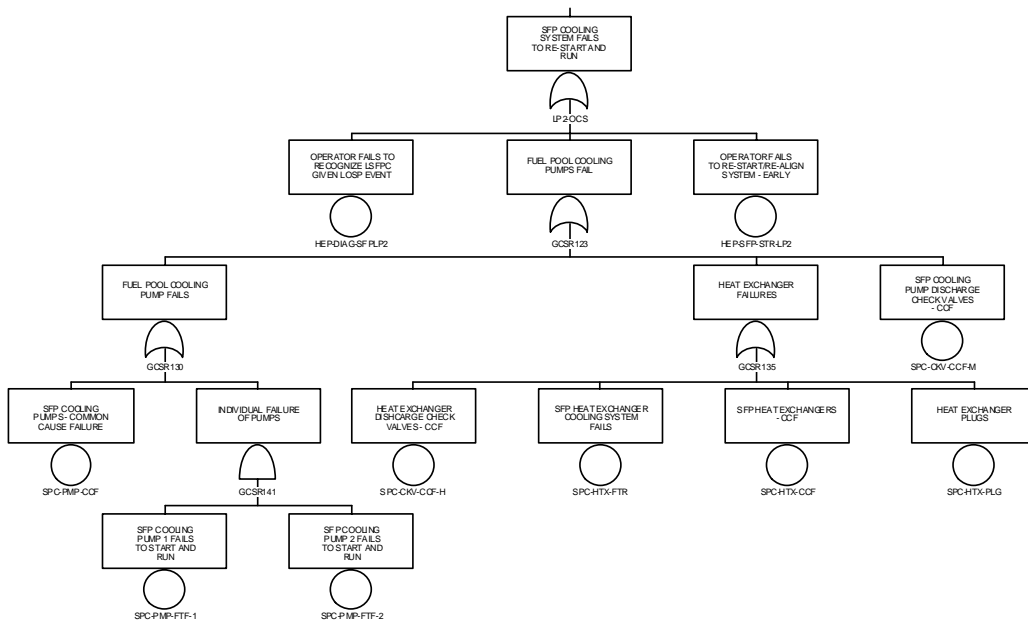 SFP COOLING
SYSTEM FAILS
TO RE-START AND
RUN
LP2-OCS
OPERATOR FAILS TO
RECOGNIZE LSFPC
GIVEN LOSP EVENT
HEP-DIAG-SFPLP2
FUEL POOL COOLING
PUMPS FAIL
GCSR123
OPERATOR FAILS
TO RE-START/RE-ALIGN
SYSTEM - EARLY
HEP-SFP-STR-LP2
FUEL POOL COOLING
PUMP FAILS
GCSR130
HEAT EXCHANGER
FAILURES
GCSR135
SFP COOLING
PUMP DISCHARGE
CHECK VALVES
- CCF
SPC-CKV-CCF-M
SFP COOLING
PUMPS - COMMON
CAUSE FAILURE
SPC-PMP-CCF
INDIVIDUAL FAILURE
OF PUMPS
GCSR141
HEAT EXCHANGER
DISHCARGE CHECK
VALVES - CCF
SPC-CKV-CCF-H
SFP HEAT EXCHANGER
COOLING SYSTEM
FAILS
SPC-HTX-FTR
SFP HEAT EXCHANGERS
- CCF
SPC-HTX-CCF
HEAT EXCHANGER
PLUGS
SPC-HTX-PLG
SFP COOLING
PUMP 1 FAILS
TO START AND
RUN
SPC-PMP-FTF-1
SFP COOLING
PUMP 2 FAILS
TO START AND
RUN
SPC-PMP-FTF-2